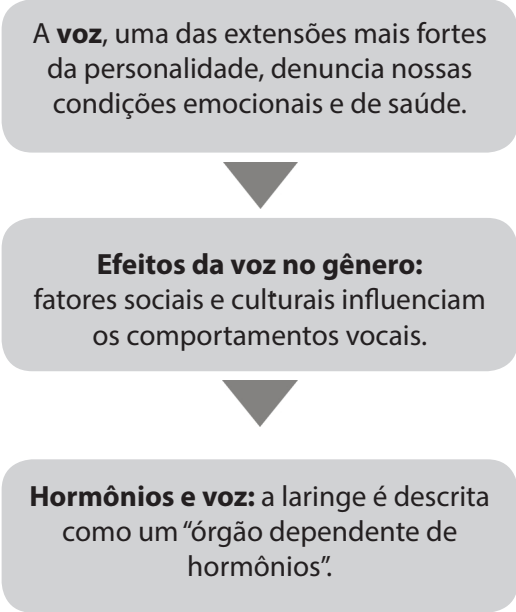 A voz, uma das extensões mais fortes
da personalidade, denuncia nossas
condições emocionais e de saúde.
Efeitos da voz no gênero:
fatores sociais e culturais influenciam
os comportamentos vocais.
Hormônios e voz: a laringe é descrita
como um “órgão dependente de
hormônios”.